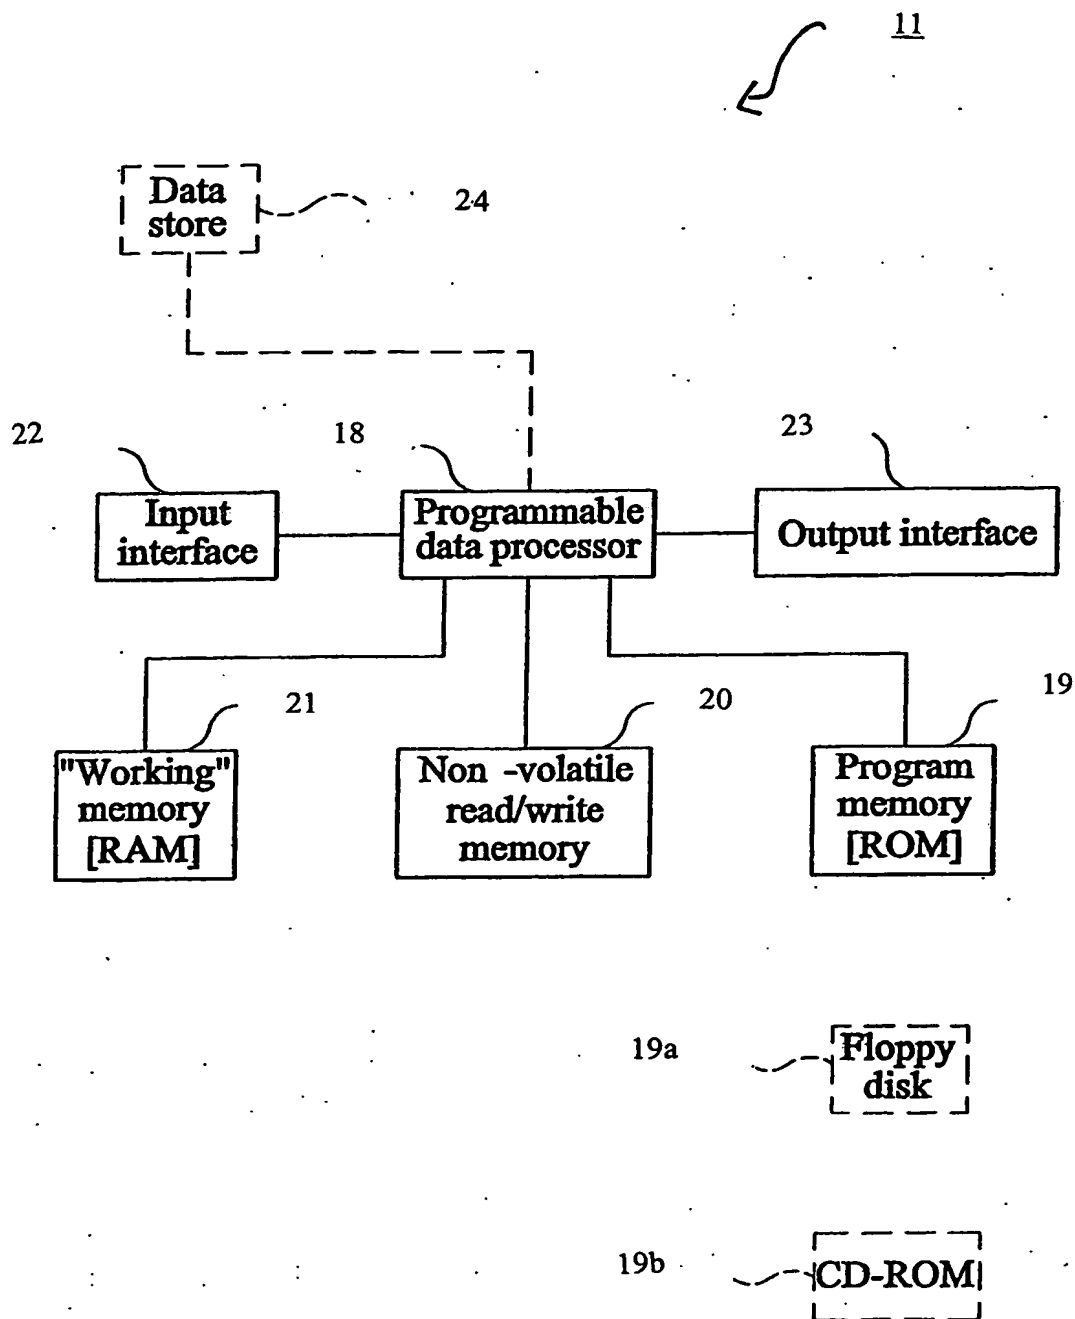 11
Data
store
24
22
18
23
Input
interface
Programmable
data processor
Output interface
21
20
19
"Working"
memory
[RAM]
Non -volatile
read/write
memory
Program
memory
[ROM]
19a
Floppy
disk
19b
CD-ROM